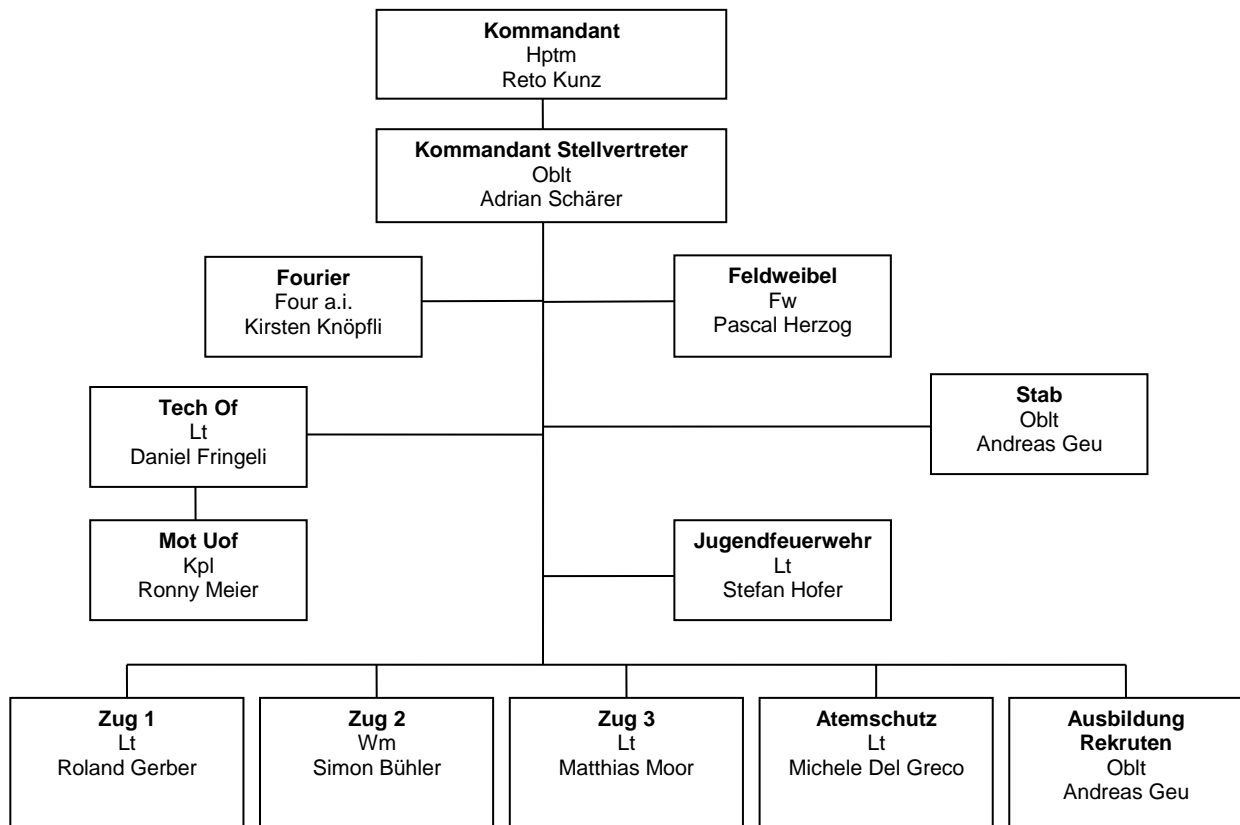 Kommandant
Hptm
Reto Kunz
Kommandant Stellvertreter
Oblt
Adrian Schärer
Fourier
Four a.i.
Kirsten Knöpfli
Feldweibel
Fw
Pascal Herzog
Tech Of
Lt
Daniel Fringeli
Stab
Oblt
Andreas Geu
Mot Uof
Kpl
Ronny Meier
Jugendfeuerwehr
Lt
Stefan Hofer
Zug 1
Lt
Roland Gerber
Zug 2
Wm
Simon Bühler
Zug 3
Lt
Matthias Moor
Atemschutz
Lt
Michele Del Greco
Ausbildung
Rekruten
Oblt
Andreas Geu